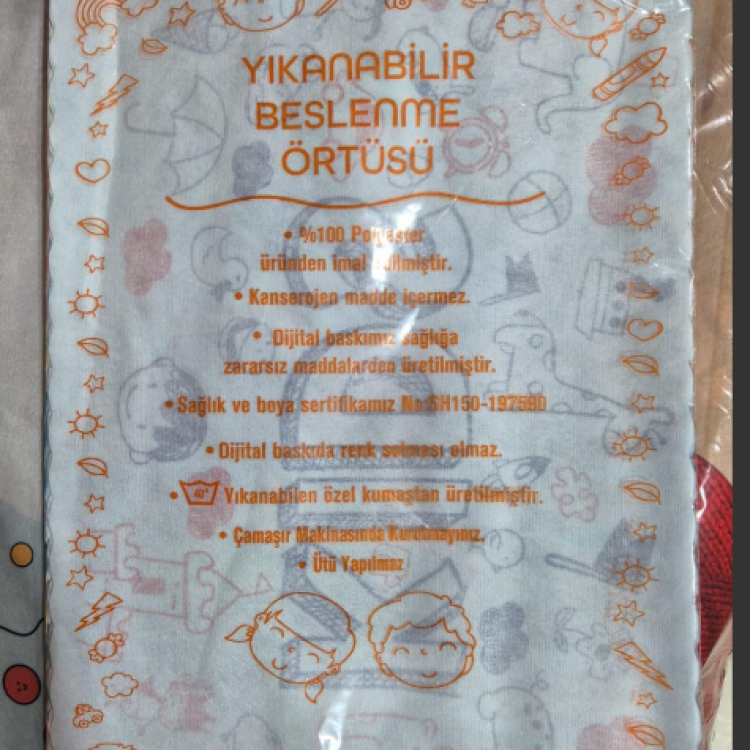 YIKANABİLİR
BESLENME
ÖRTÜSÜ
• %100 Polyester
üründen imal edilmiştir.
• Kanserojen madde içermez.
• Dijital baskımız sağlığa
zararsız maddalarden üretilmiştir.
• Sağlık ve boya sertifikamız No:SH150-197590
• Dijital baskıda renk solması olmaz.
• 40° Yıkanabilen özel kumaştan üretilmiştir.
• Çamaşır Makinasında Kurutmayınız.
• Ütü Yapılmaz